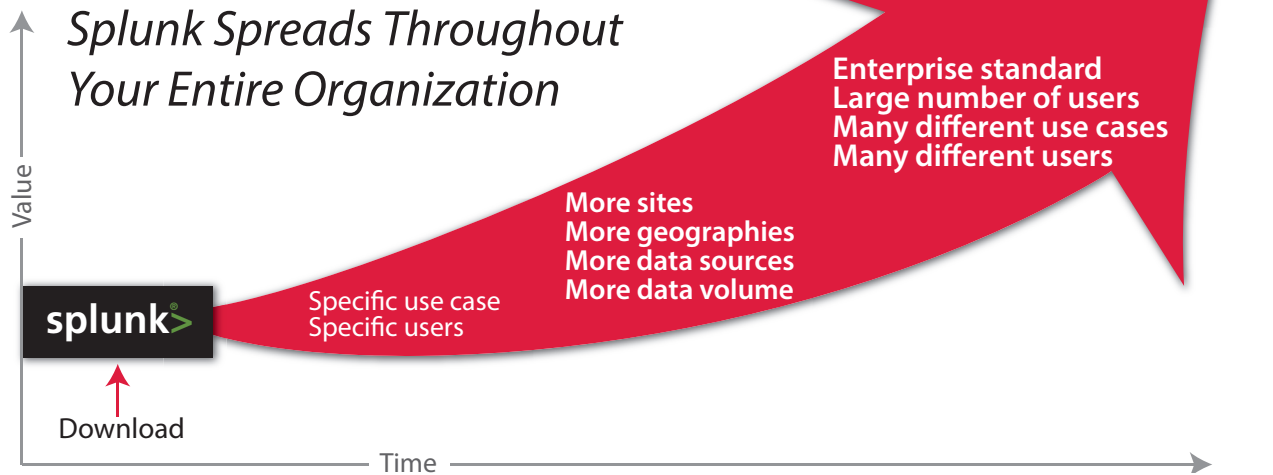 Splunk Spreads Throughout
Your Entire Organization
Enterprise standard
Large number of users
Many different use cases
Many different users
More sites
More geographies
More data sources
More data volume
Specific use case
Specific users
splunk®>
Download
Value
Time